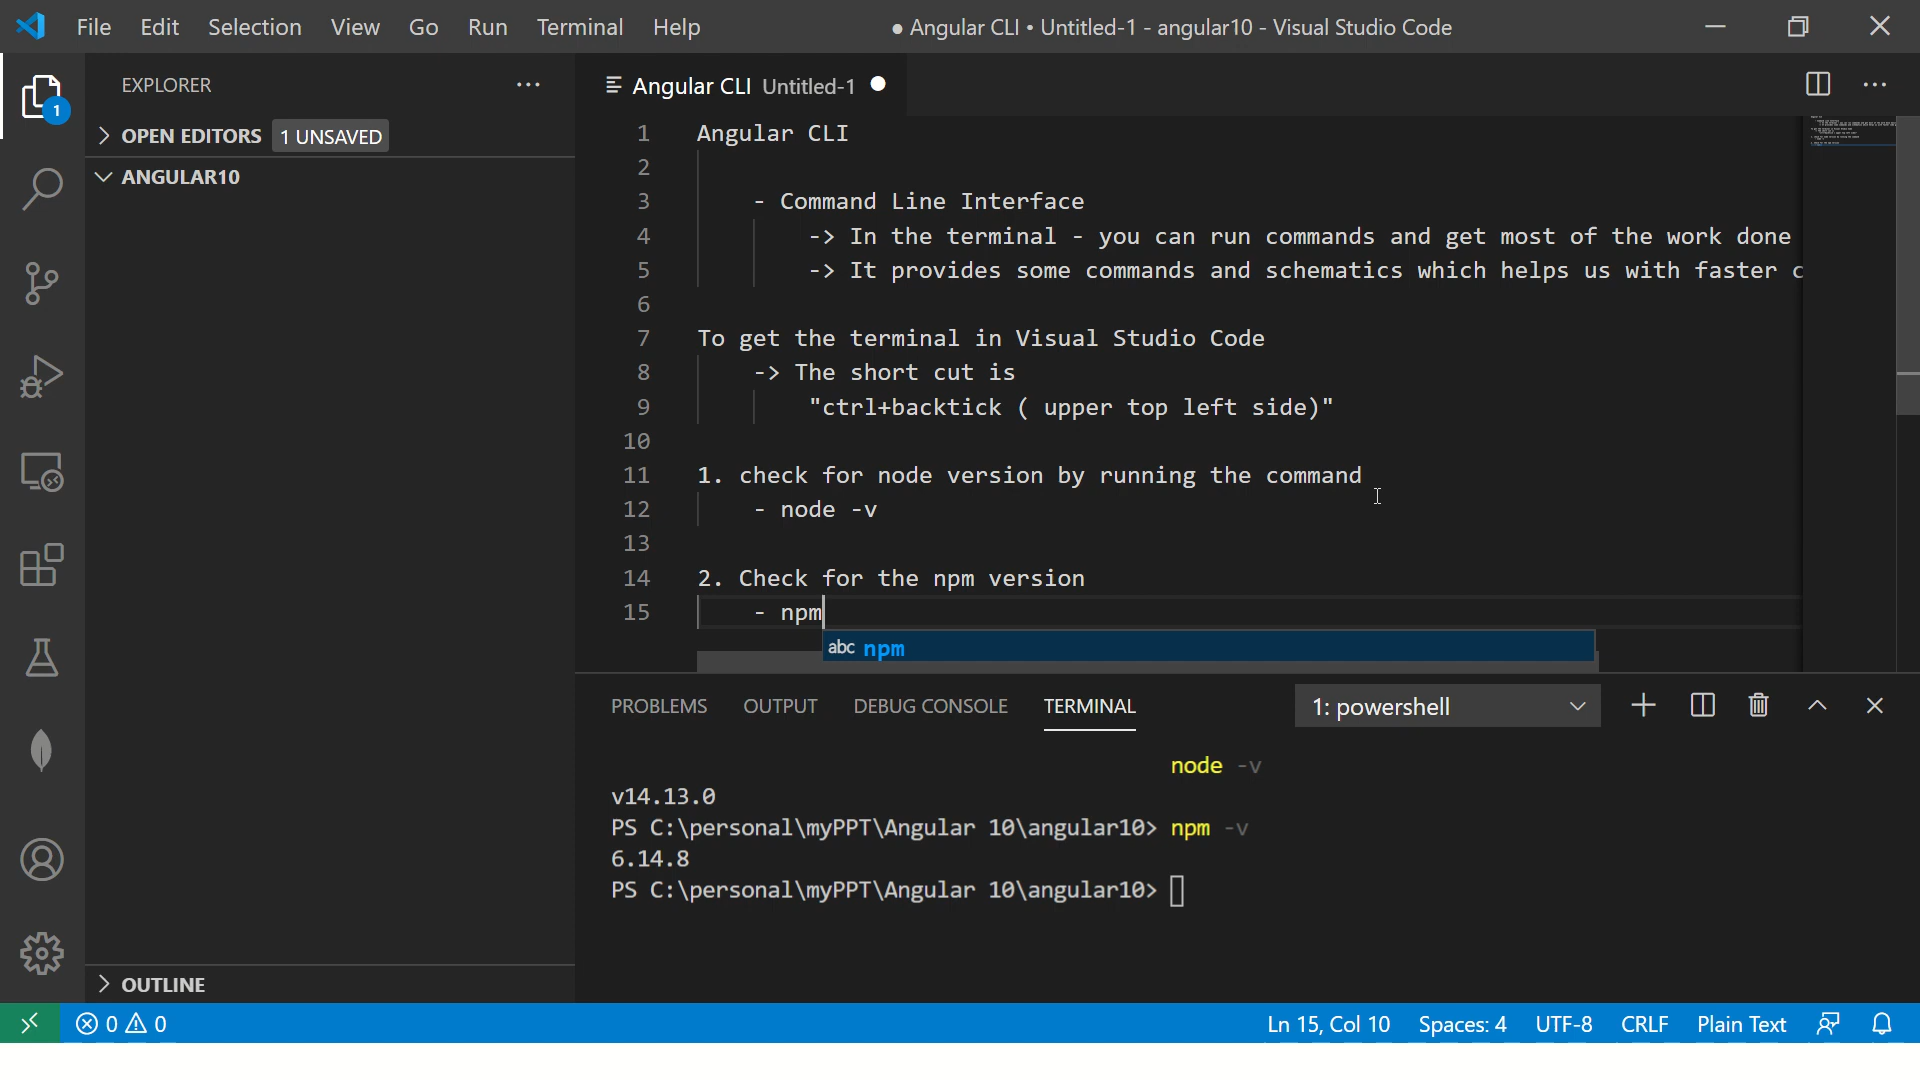 File Edit Selection View Go Run Terminal Help ● Angular CLI • Untitled-1 - angular10 - Visual Studio Code
EXPLORER
OPEN EDITORS 1 UNSAVED
ANGULAR10
1
OUTLINE
Angular CLI Untitled-1
1 Angular CLI
2
3 - Command Line Interface
4 -> In the terminal - you can run commands and get most of the work done
5 -> It provides some commands and schematics which helps us with faster c
6
7 To get the terminal in Visual Studio Code
8 -> The short cut is
9 "ctrl+backtick ( upper top left side)"
10
11 1. check for node version by running the command
12 - node -v
13
14 2. Check for the npm version
15 - npm
abc npm
PROBLEMS OUTPUT DEBUG CONSOLE TERMINAL 1: powershell
node -v
v14.13.0
PS C:\personal\myPPT\Angular 10\angular10> npm -v
6.14.8
PS C:\personal\myPPT\Angular 10\angular10>
0 0 Ln 15, Col 10 Spaces: 4 UTF-8 CRLF Plain Text